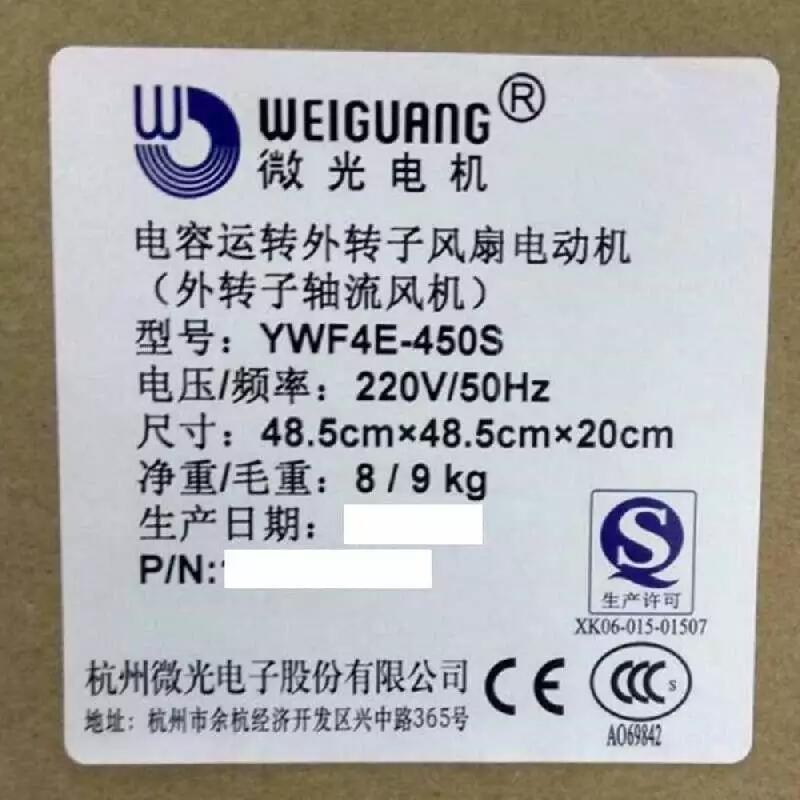 WEIGUANG®
微光电机
电容运转外转子风扇电动机
（外转子轴流风机）
型号：YWF4E-450S
电压/频率：220V/50Hz
尺寸：48.5cm×48.5cm×20cm
净重/毛重：8 / 9 kg
生产日期：
P/N:
S
生产许可
XK06-015-01507
杭州微光电子股份有限公司
地址：杭州市余杭经济开发区兴中路365号
CE
CCC S
A069842